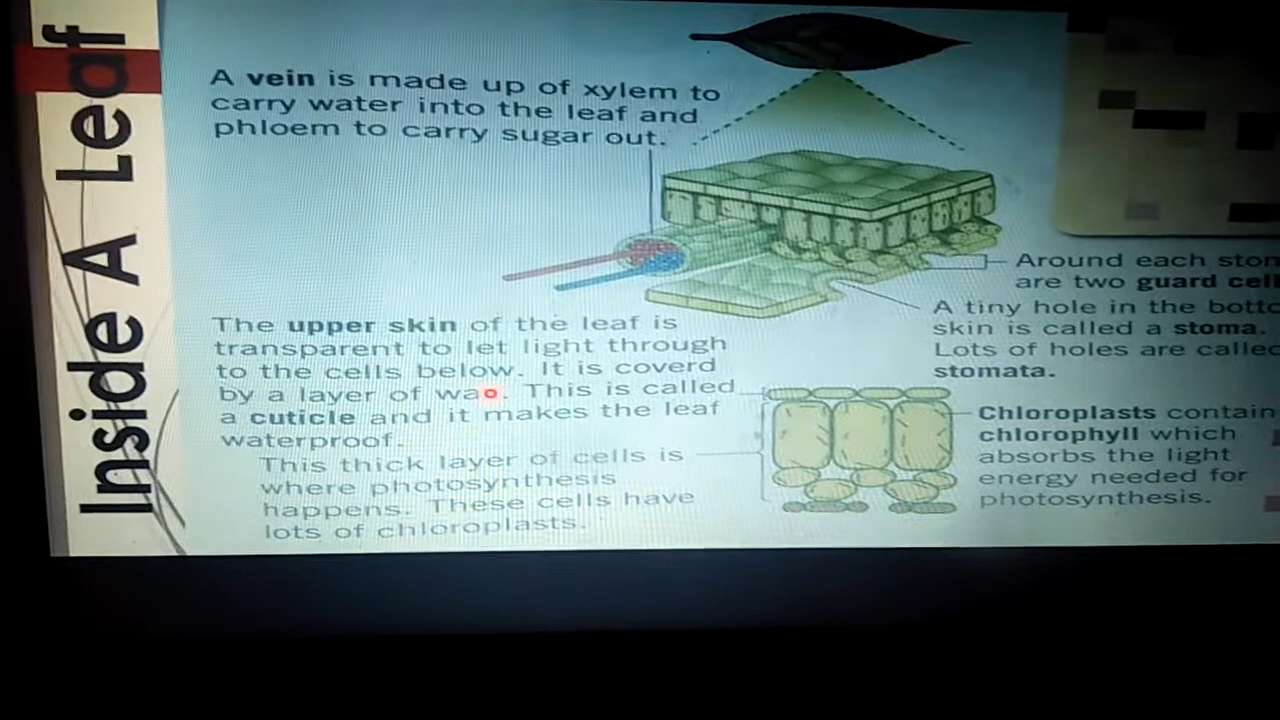 Inside A Leaf
A vein is made up of xylem to
carry water into the leaf and
phloem to carry sugar out.
Around each
are two guard
A tiny hole in the
skin is called a stoma.
Lots of holes are
stomata.
The upper skin of the leaf is
transparent to let light through
to the cells below. It is coverd
by a layer of This is called
a cuticle and it makes the leaf
waterproof.
This thick layer of cells is
where photosynthesis
happens. These cells have
lots of chloroplasts.
Chloroplasts contain
chlorophyll which
absorbs the light
energy needed for
photosynthesis.